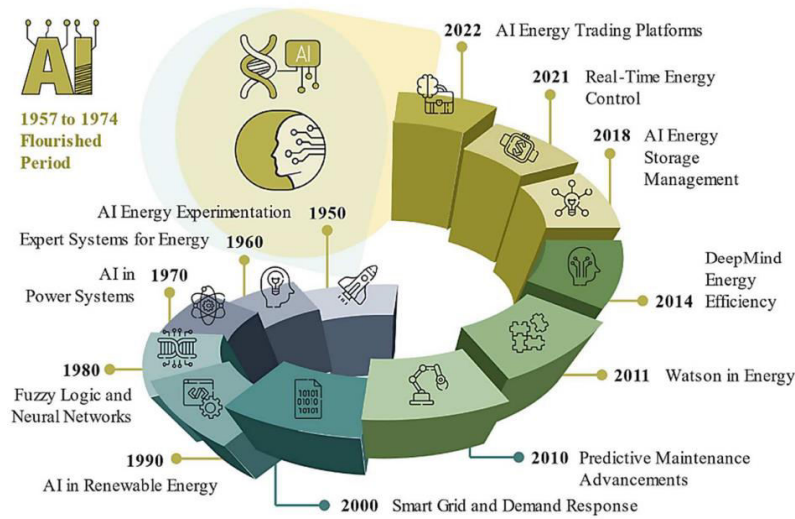 AI
1957 to 1974
Flourished
Period
AI
2022 AI Energy Trading Platforms
2021 Real-Time Energy
Control
2018 AI Energy
Storage
Management
DeepMind
Energy
2014 Efficiency
2011 Watson in Energy
2010 Predictive Maintenance
Advancements
2000 Smart Grid and Demand Response
1990
AI in Renewable Energy
1980
Fuzzy Logic and
Neural Networks
AI in 1970
Power Systems
Expert Systems for Energy 1960
AI Energy Experimentation 1950
10101
01010
10101